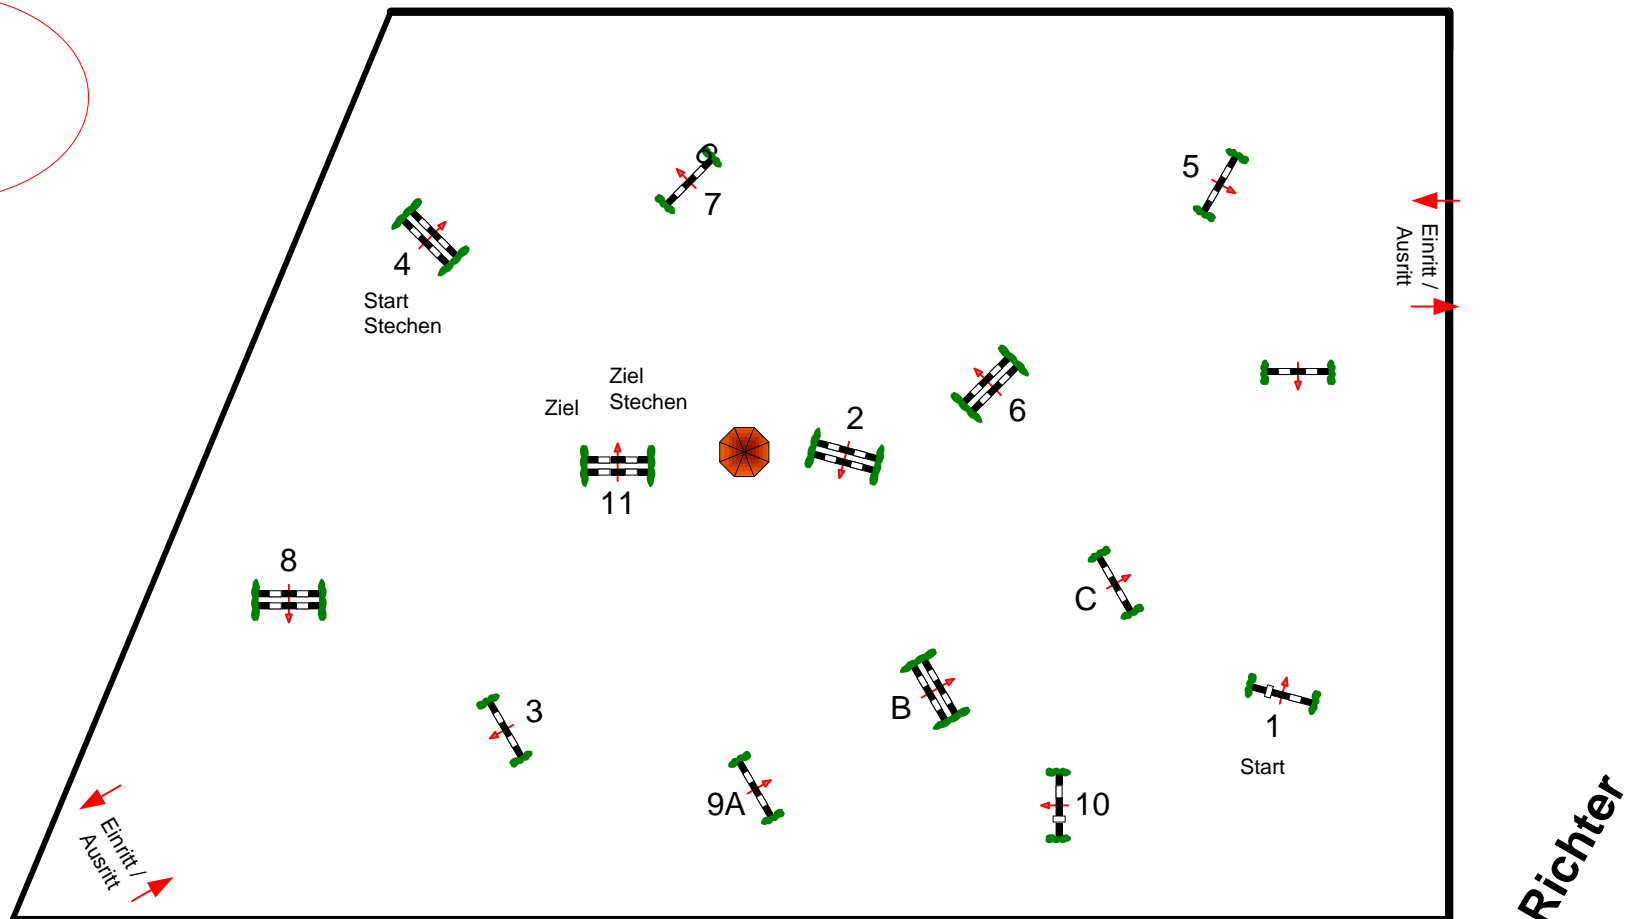 5
7
4
Start
Stechen
Einritt /
Ausritt
Ziel
Stechen
Ziel
2
6
11
8
C
B
3
1
Start
9A
10
Einritt /
Ausritt
Richter